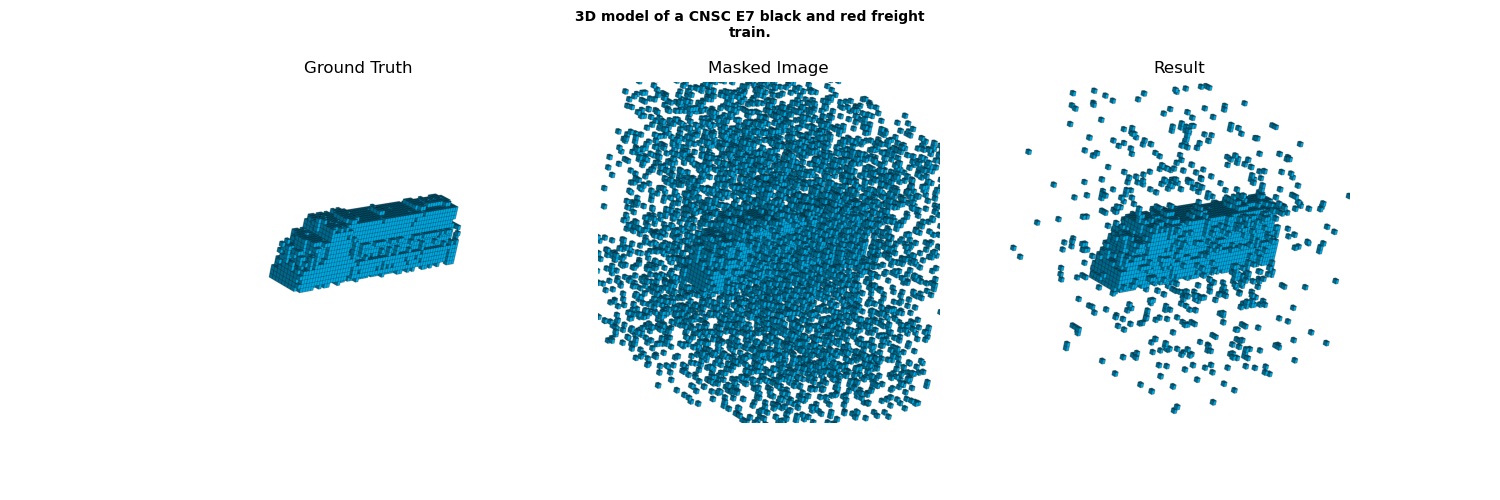 3D model of a CNSC E7 black and red freight
train.
Ground Truth
Masked Image
Result